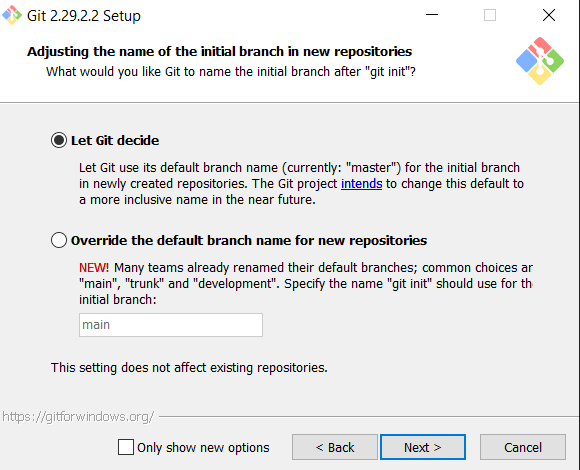 Git 2.29.2.2 Setup
Adjusting the name of the initial branch in new repositories
What would you like Git to name the initial branch after "git init"?
Let Git decide
Let Git use its default branch name (currently: "master") for the initial branch
in newly created repositories. The Git project intends to change this default to
a more inclusive name in the near future.
Override the default branch name for new repositories
NEW! Many teams already renamed their default branches; common choices ar
"main", "trunk" and "development". Specify the name "git init" should use for the
initial branch:
main
This setting does not affect existing repositories.
https://gitforwindows.org/
Only show new options
< Back
Next >
Cancel